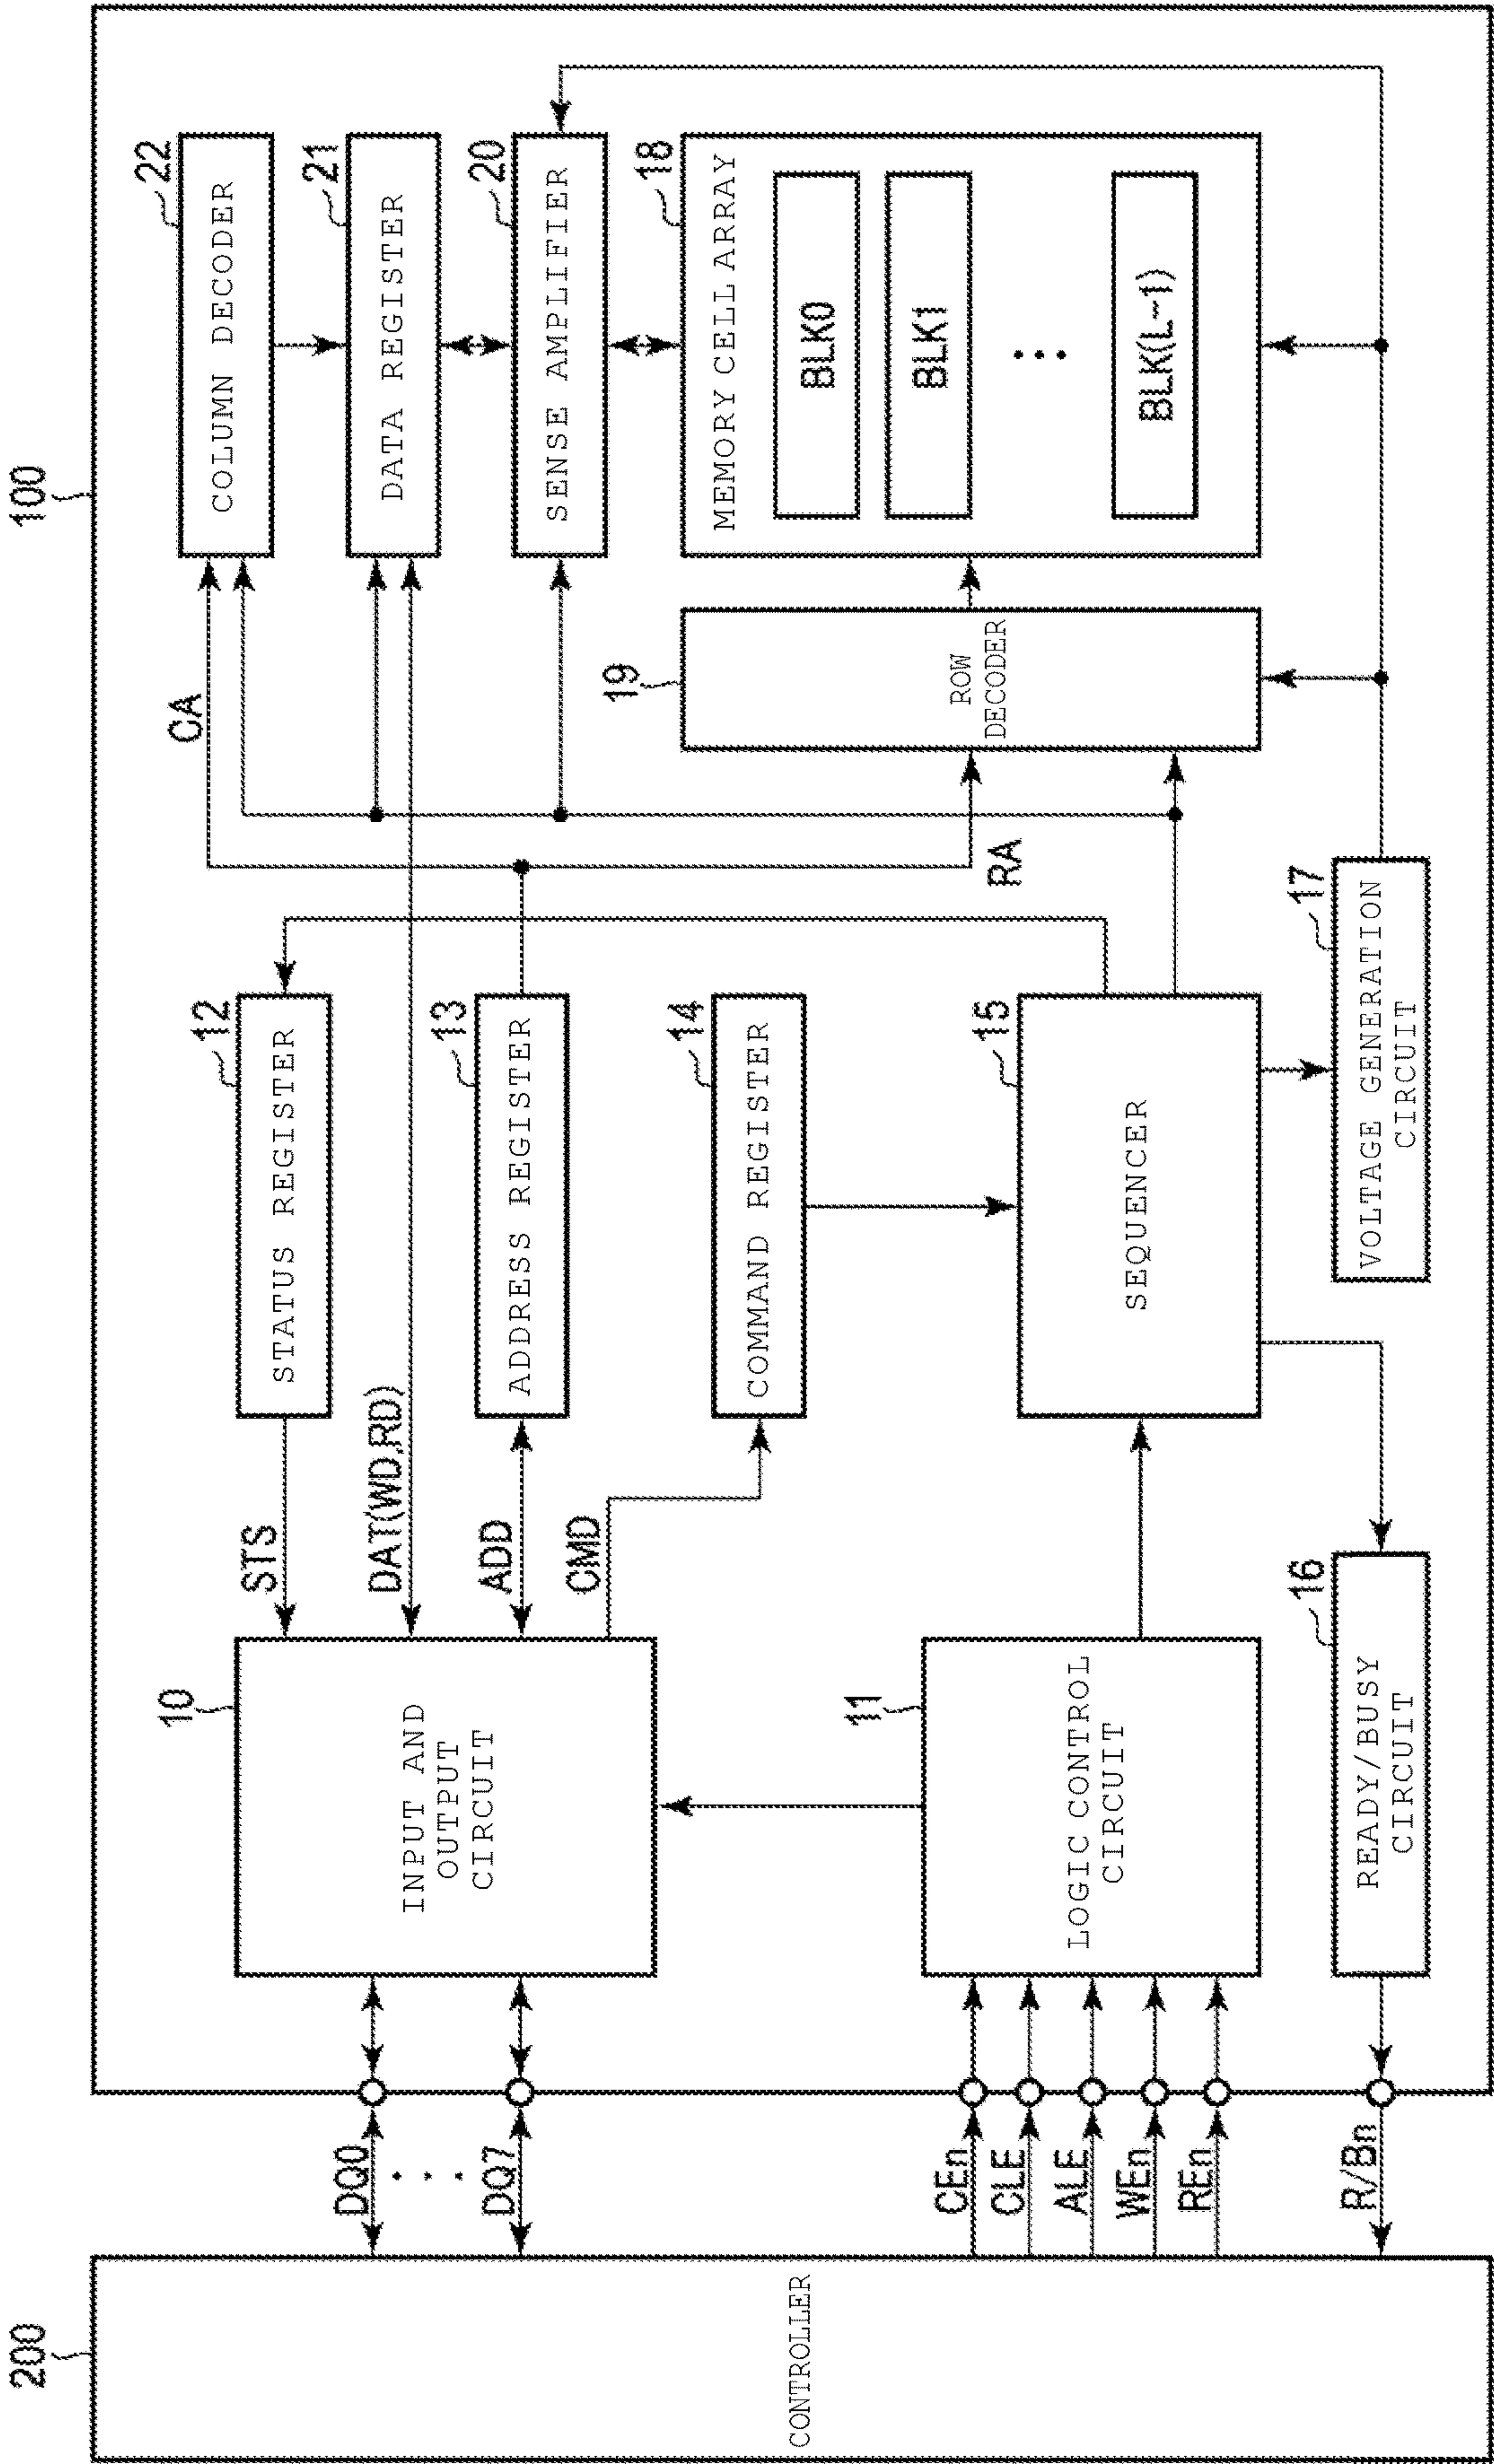 200
100
CONTROLLER
DQ0
DQ7
CEn
CLE
ALE
WEn
REn
R/Bn
10
INPUT AND
OUTPUT
CIRCUIT
11
LOGIC CONTROL
CIRCUIT
16
READY/BUSY
CIRCUIT
STS
DAT(WD,RD)
ADD
CMD
12
STATUS REGISTER
13
ADDRESS REGISTER
14
COMMAND REGISTER
15
SEQUENCER
17
VOLTAGE GENERATION
CIRCUIT
CA
RA
19
ROW
DECODER
22
COLUMN DECODER
21
DATA REGISTER
20
SENSE AMPLIFIER
18
MEMORY CELL ARRAY
BLK0
BLK1
BLK(L-1)